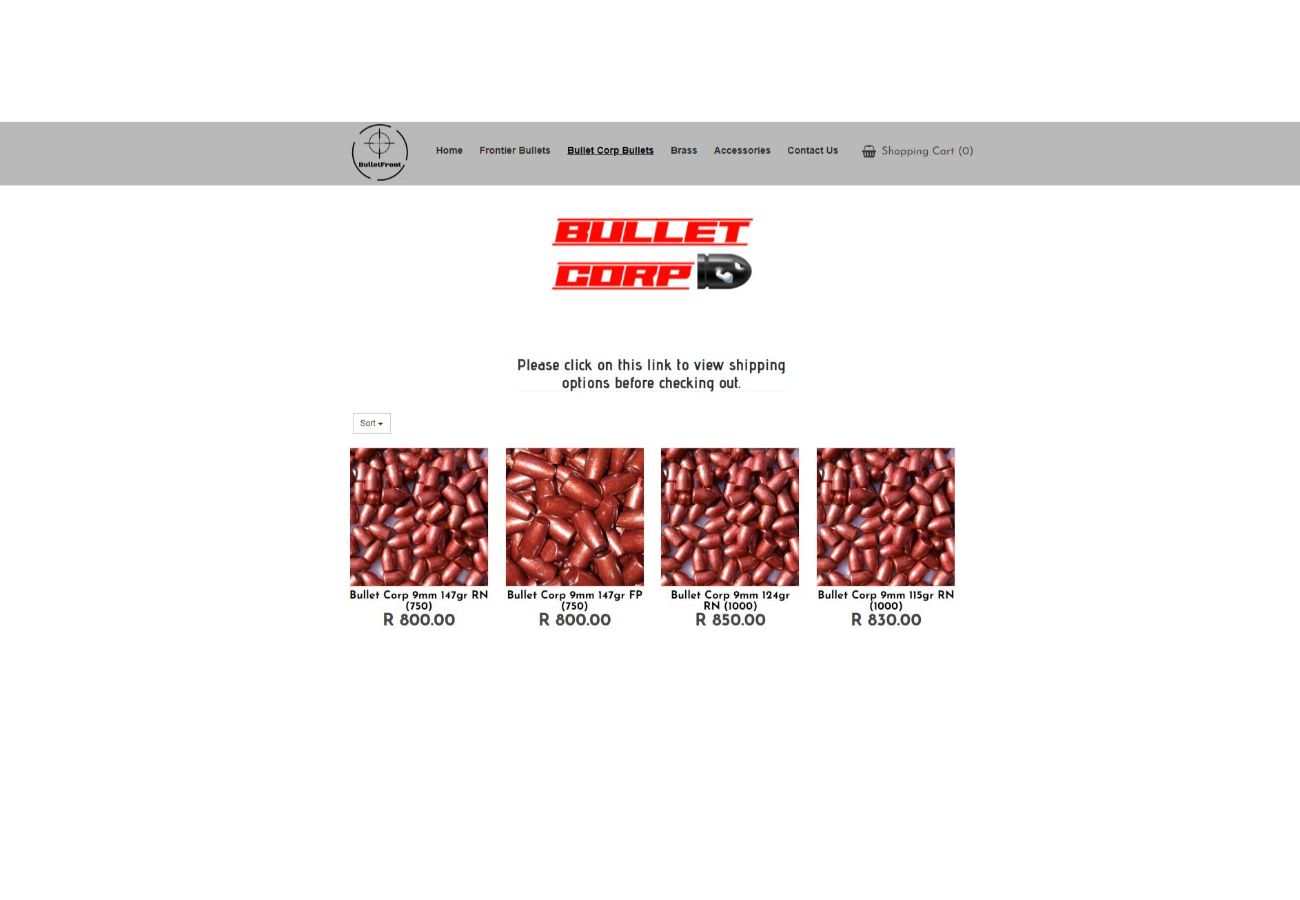 BulletFront
Home
Frontier Bullets
Bullet Corp Bullets
Brass
Accessories
Contact Us
Shopping Cart (0)
BULLET
CORP
Please click on this link to view shipping
options before checking out.
Sort
Bullet Corp 9mm 147gr RN
(750)
R 800.00
Bullet Corp 9mm 147gr FP
(750)
R 800.00
Bullet Corp 9mm 124gr
RN (1000)
R 850.00
Bullet Corp 9mm 115gr RN
(1000)
R 830.00